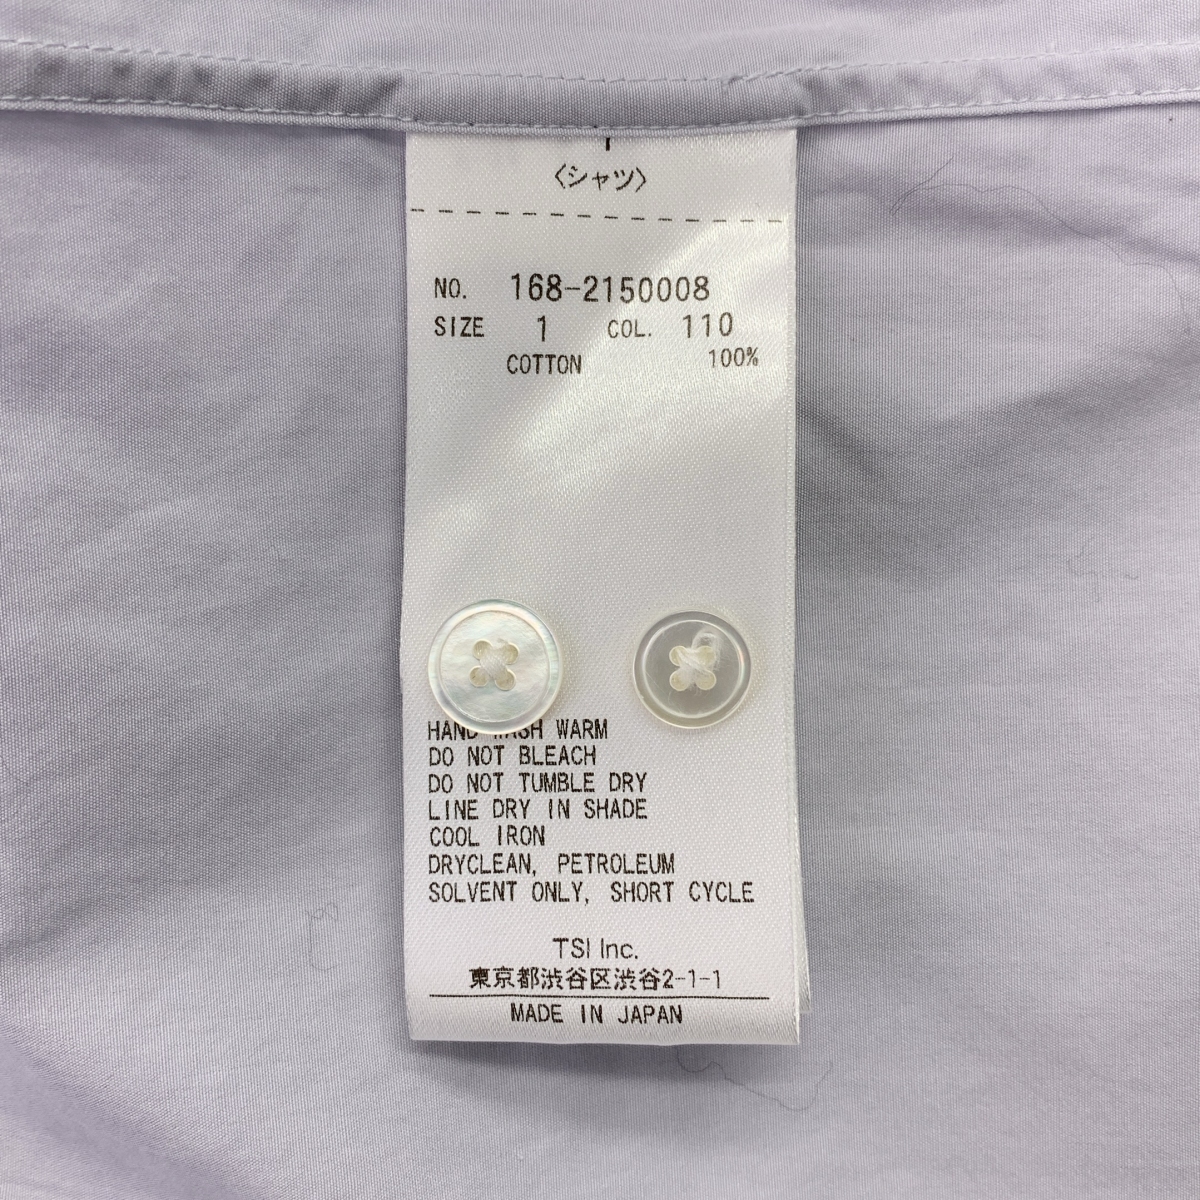 〈シャツ〉
NO. 168-2150008
SIZE 1 COL. 110
COTTON 100%
HAND WASH WARM
DO NOT BLEACH
DO NOT TUMBLE DRY
LINE DRY IN SHADE
COOL IRON
DRYCLEAN, PETROLEUM
SOLVENT ONLY, SHORT CYCLE
TSI Inc.
東京都渋谷区渋谷2-1-1
MADE IN JAPAN